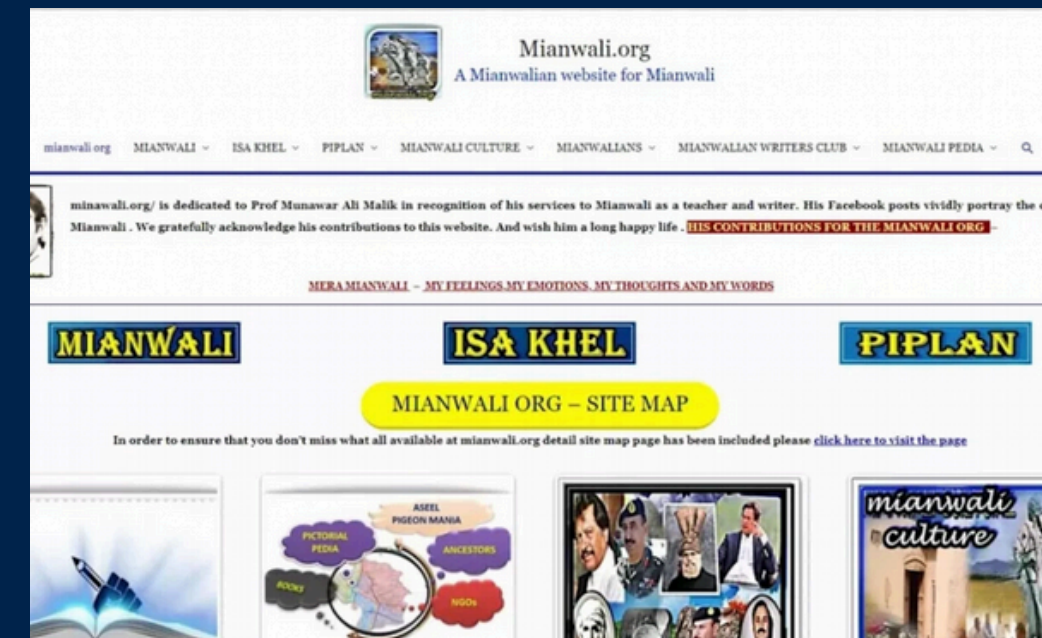 Mianwali.org
A Mianwalian website for Mianwali
mianwali org MIANWALI ISA KHEL PIPLAN MIANWALI CULTURE MIANWALIANS MIANWALIAN WRITERS CLUB MIANWALI PEDIA
minawali.org/ is dedicated to Prof Munawar Ali Malik in recognition of his services to Mianwali as a teacher and writer. His Facebook posts vividly portray the
Mianwali . We gratefully acknowledge his contributions to this website. And wish him a long happy life . HIS CONTRIBUTIONS FOR THE MIANWALI ORG –
MERA MIANWALI – MY FEELINGS,MY EMOTIONS, MY THOUGHTS AND MY WORDS
MIANWALI ISA KHEL PIPLAN
MIANWALI ORG – SITE MAP
In order to ensure that you don't miss what all available at mianwali.org detail site map page has been included please click here to visit the page
ASEEL
PIGEON MANIA
PICTORIAL
PEDIA
ANCESTORS
BOOKS
NGOs
mianwali
culture